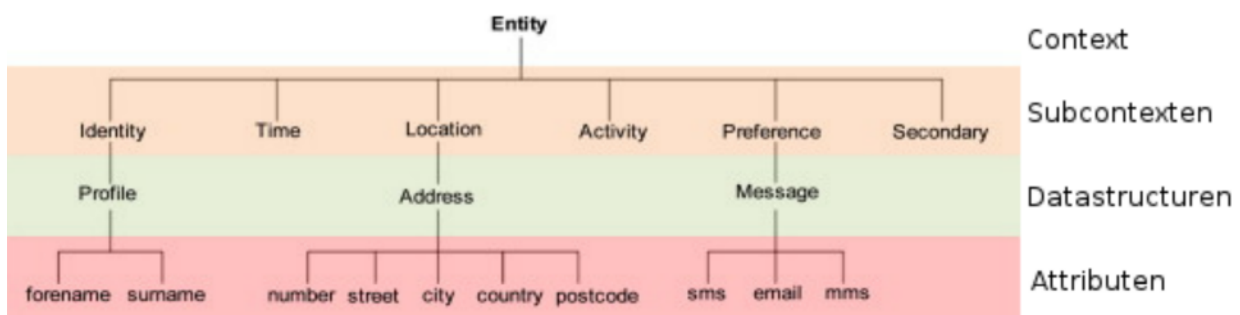 Entity
Context
Identity Time Location Activity Preference Secondary
Subcontexten
Profile Address Message
Datastructuren
forename surname number street city country postcode sms email mms
Attributen